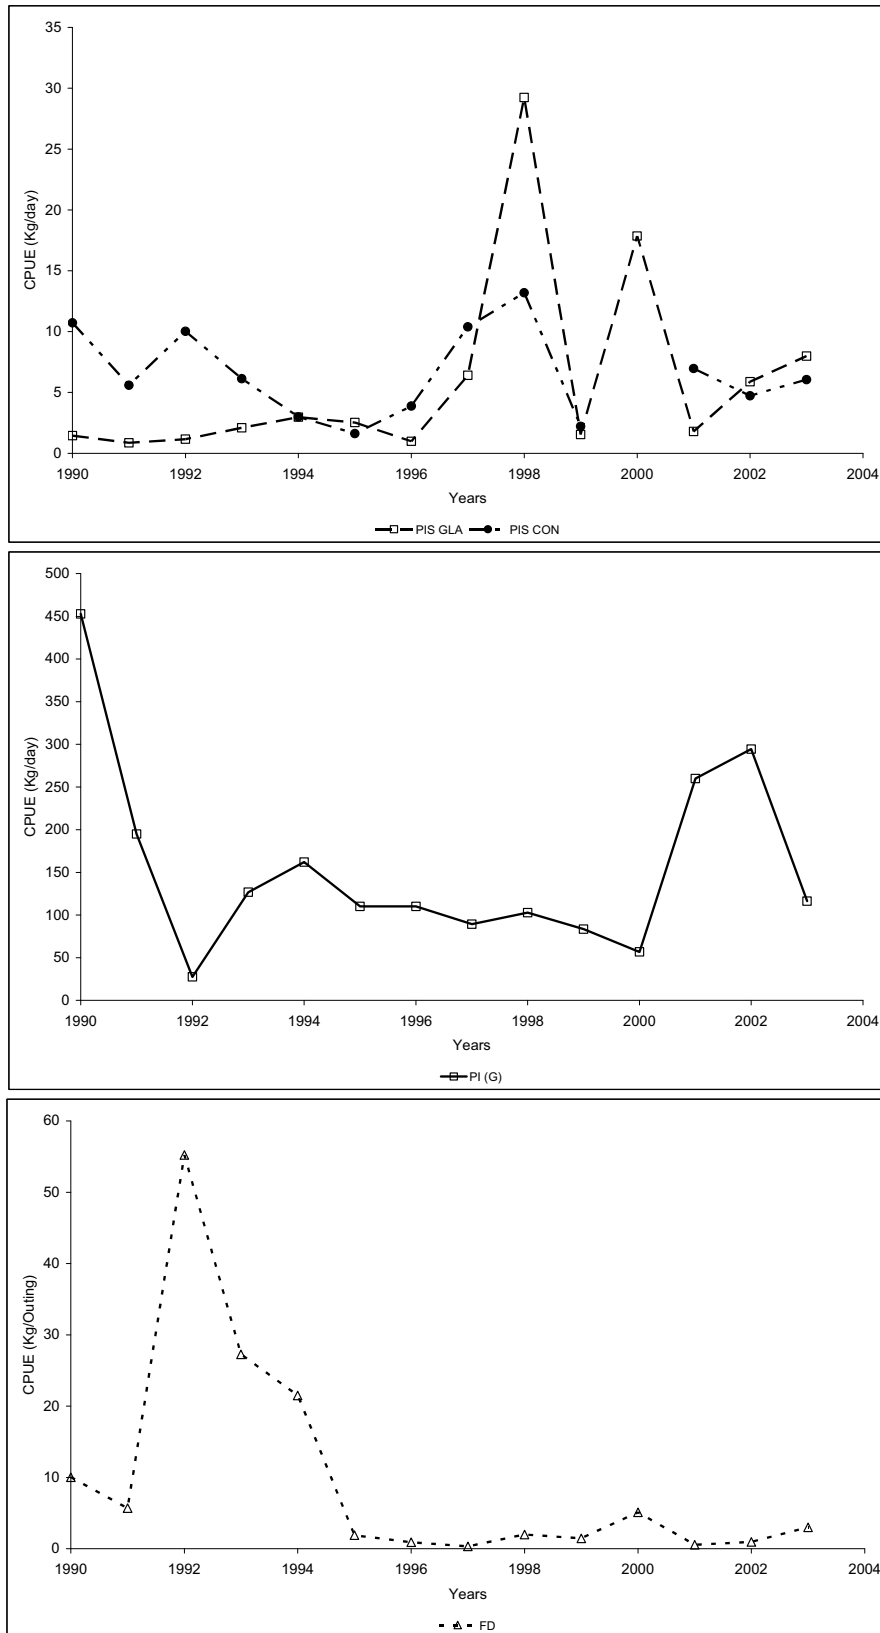 35
30
25
20
15
10
5
0
CPUE (Kg/day)
1990 1992 1994 1996 1998 2000 2002 2004
Years
PIS GLA PIS CON
500
450
400
350
300
250
200
150
100
50
0
CPUE (Kg/day)
1990 1992 1994 1996 1998 2000 2002 2004
Years
PI (G)
60
50
40
30
20
10
0
CPUE (Kg/Outing)
1990 1992 1994 1996 1998 2000 2002 2004
Years
FD